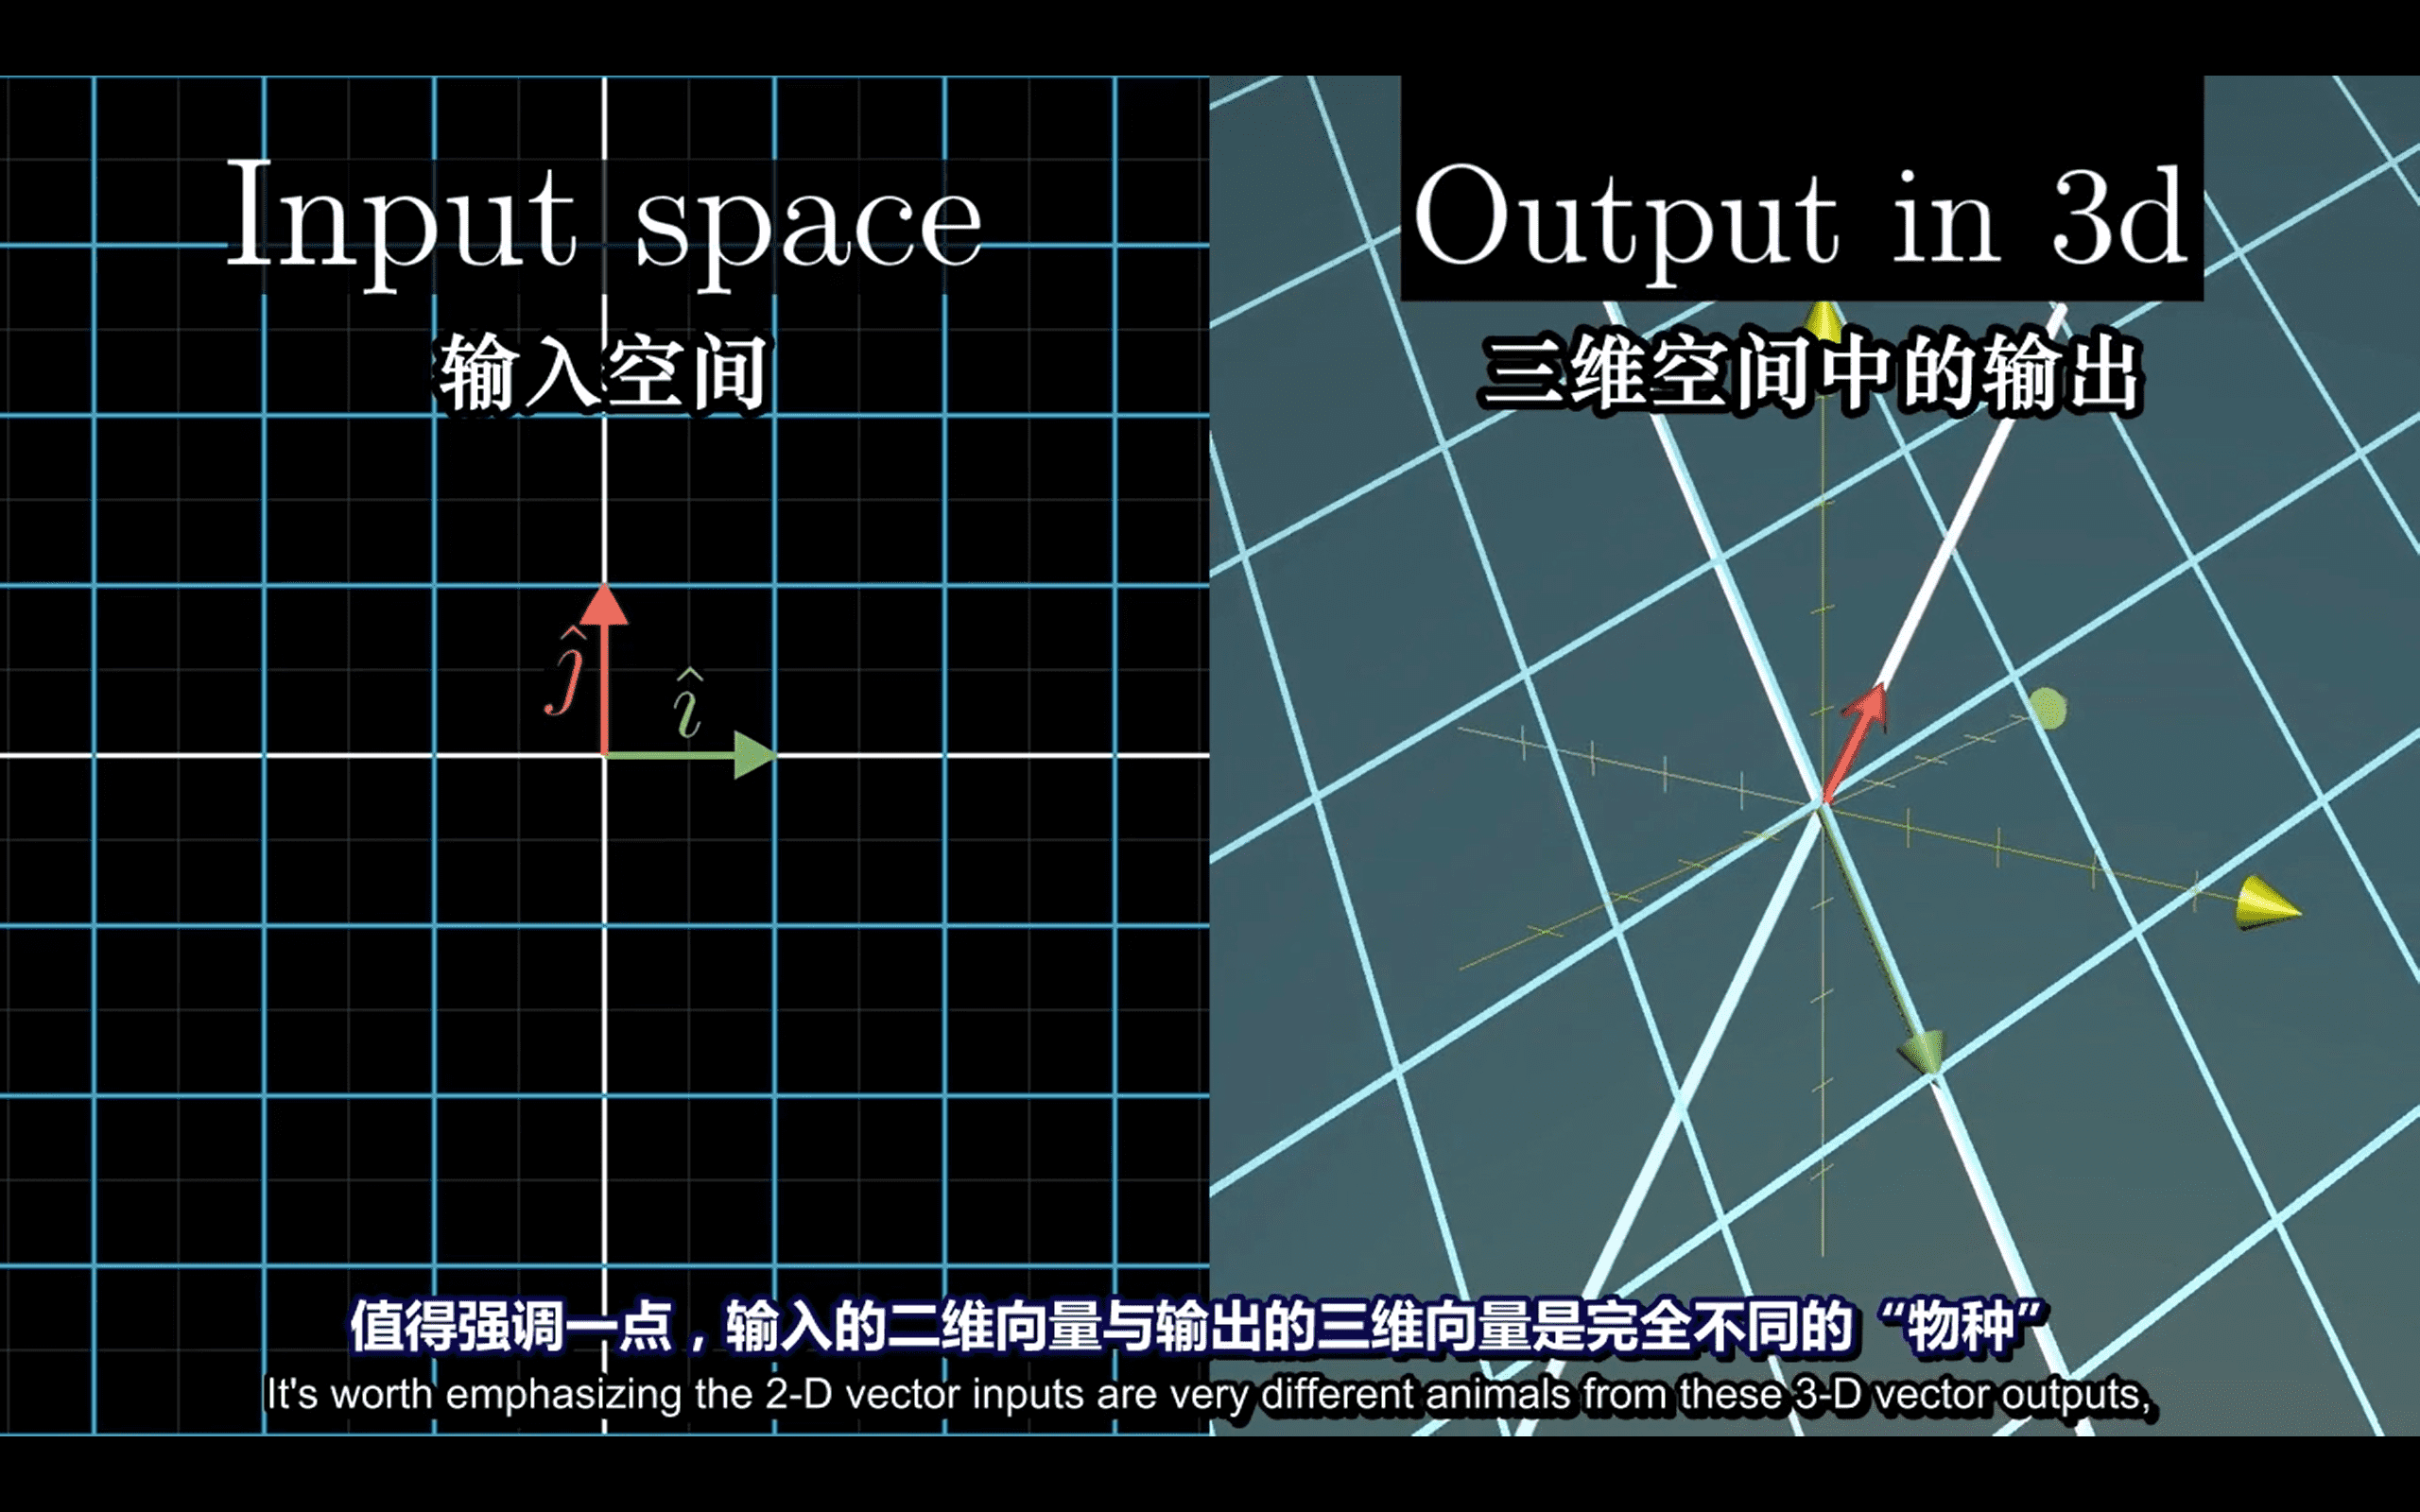 Input space
输入空间
Output in 3d
三维空间中的输出
ĵ
î
值得强调一点，输入的二维向量与输出的三维向量是完全不同的“物种”
It's worth emphasizing the 2-D vector inputs are very different animals from these 3-D vector outputs,